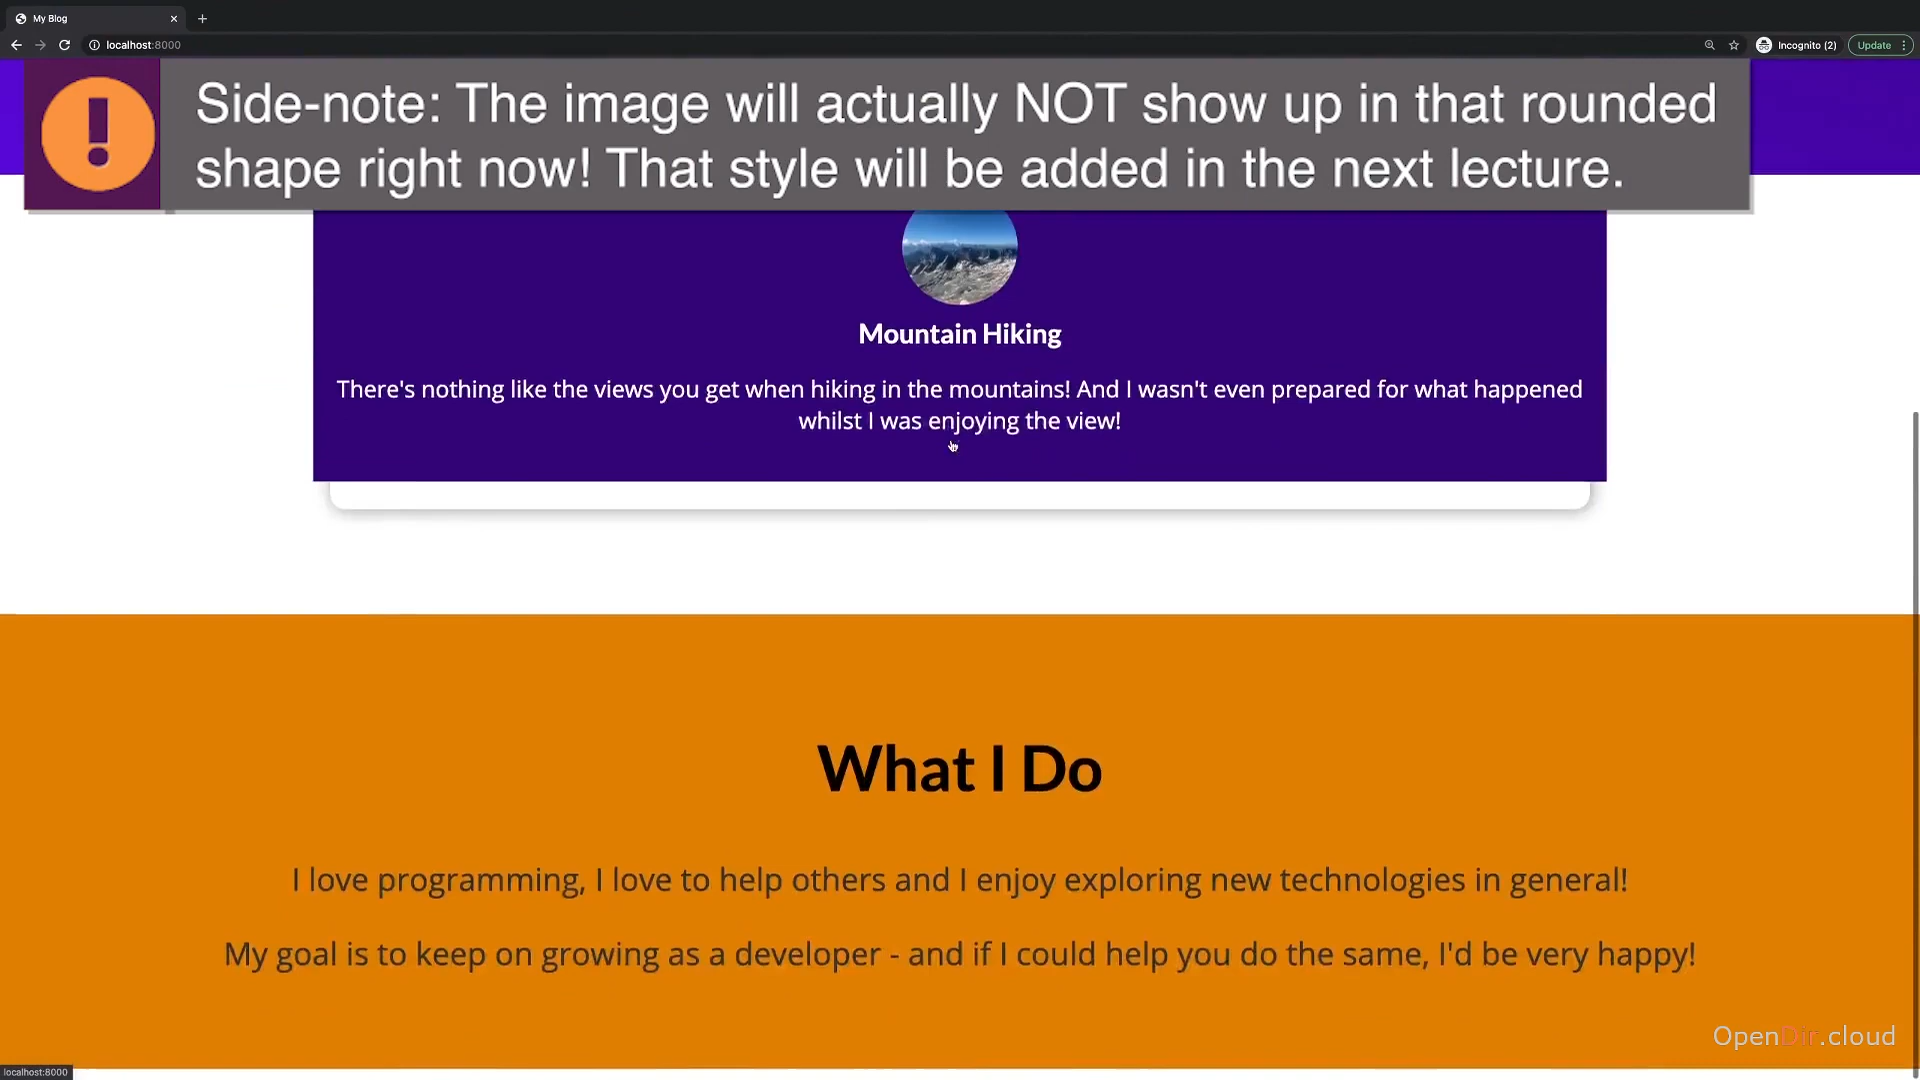 My Blog
localhost:8000
Incognito (2)
Update
Side-note: The image will actually NOT show up in that rounded
shape right now! That style will be added in the next lecture.
Mountain Hiking
There's nothing like the views you get when hiking in the mountains! And I wasn't even prepared for what happened
whilst I was enjoying the view!
What I Do
I love programming, I love to help others and I enjoy exploring new technologies in general!
My goal is to keep on growing as a developer - and if I could help you do the same, I'd be very happy!
OpenDir.cloud
localhost:8000